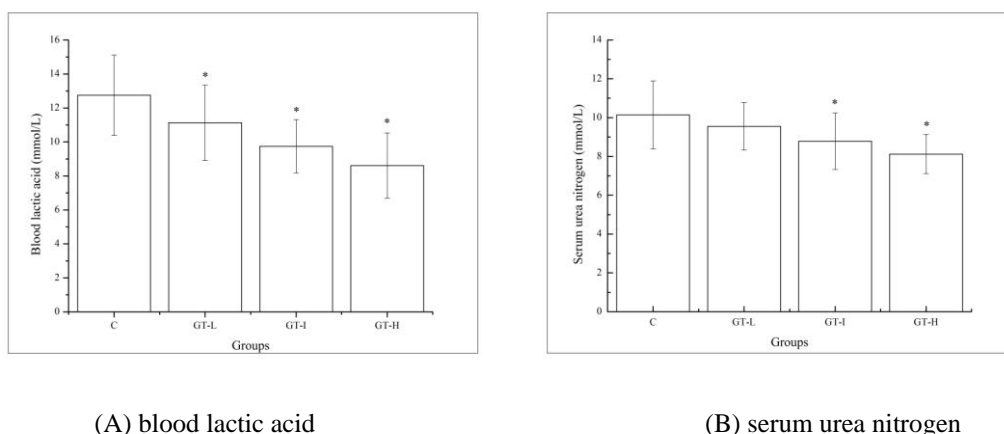 16
14
12
10
8
6
4
2
0
Blood lactic acid (mmol/L)
*
*
*
C GT-L GT-I GT-H
Groups
14
12
10
8
6
4
2
0
Serum urea nitrogen (mmol/L)
*
*
C GT-L GT-I GT-H
Groups
(A) blood lactic acid
(B) serum urea nitrogen